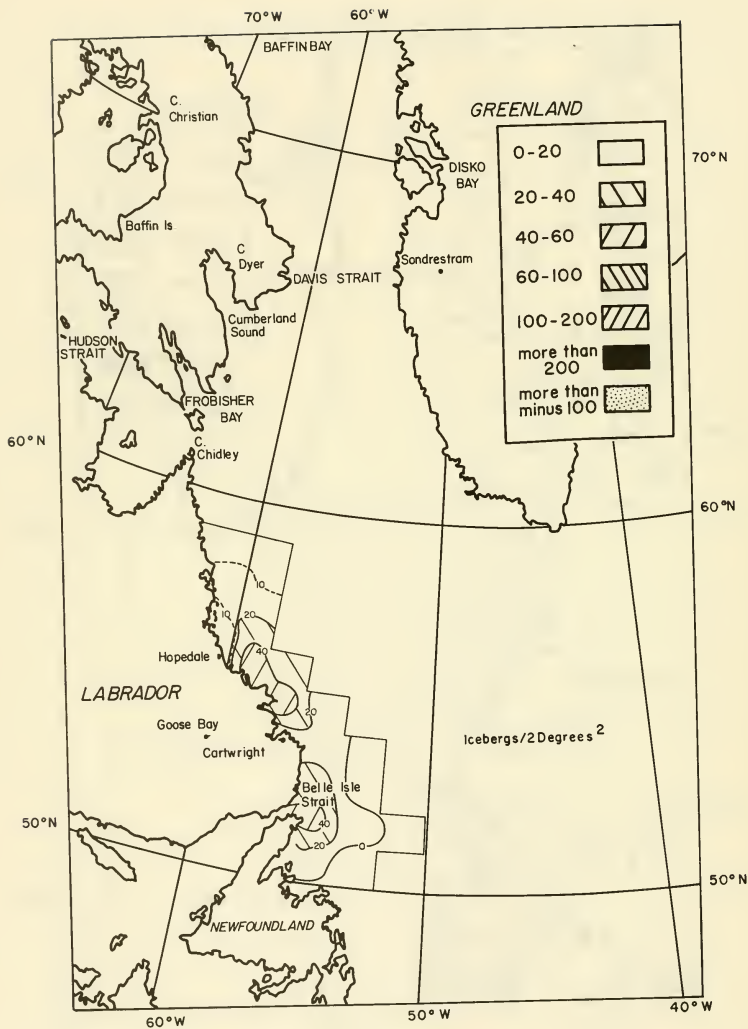 70°W
60°W
BAFFIN BAY
GREENLAND
C.
Christian
0-20
70°N
DISKO
BAY
20-40
40-60
Baffin Is
C
Dyer
Sondrestram
60-100
DAVIS STRAIT
100-200
Cumberland
Sound
HUDSON
STRAIT
more than
200
more than
minus 100
FROBISHER
BAY
60°N
C.
Chidley
60°N
10
10
20
40
Hopedale
20
LABRADOR
Goose Bay
Icebergs/2 Degrees²
Cartwright
Belle Isle
Strait
40
20
0
50°N
50°N
NEWFOUNDLAND
60°W
50°W
40°W